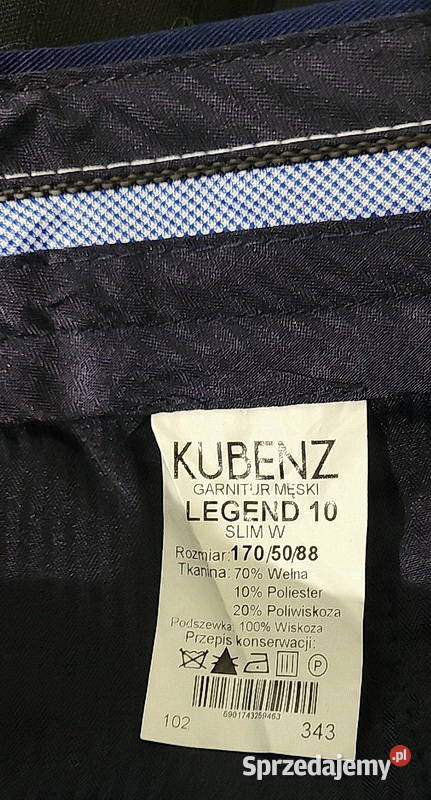 KUBENZ
GARNITUR MĘSKI
LEGEND 10
SLIM W
Rozmiar:170/50/88
Tkanina: 70% Wełna
10% Poliester
20% Poliwiskoza
Podszewka: 100% Wiskoza
Przepis konserwacji:
P
5901743259463
102 343
Sprzedajemy.pl